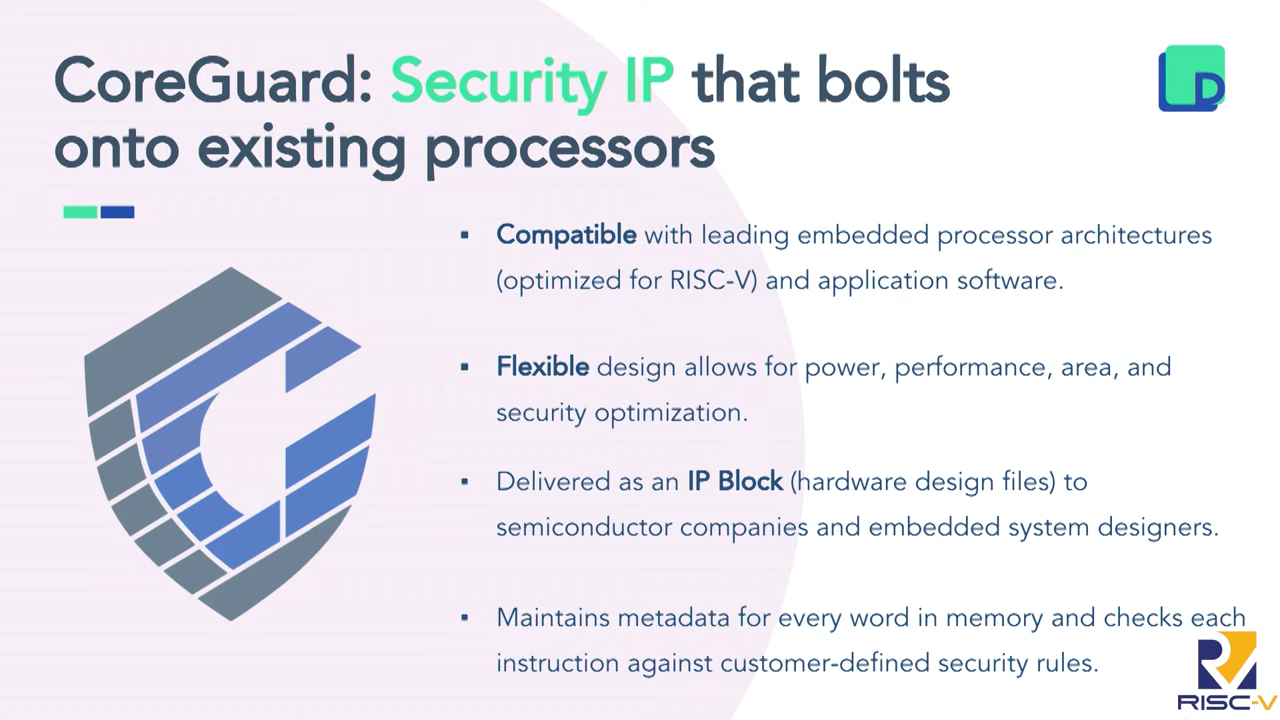 CoreGuard: Security IP that bolts
onto existing processors
D
▪ Compatible with leading embedded processor architectures
(optimized for RISC-V) and application software.
▪ Flexible design allows for power, performance, area, and
security optimization.
▪ Delivered as an IP Block (hardware design files) to
semiconductor companies and embedded system designers.
▪ Maintains metadata for every word in memory and checks each
instruction against customer-defined security rules.
RISC-V